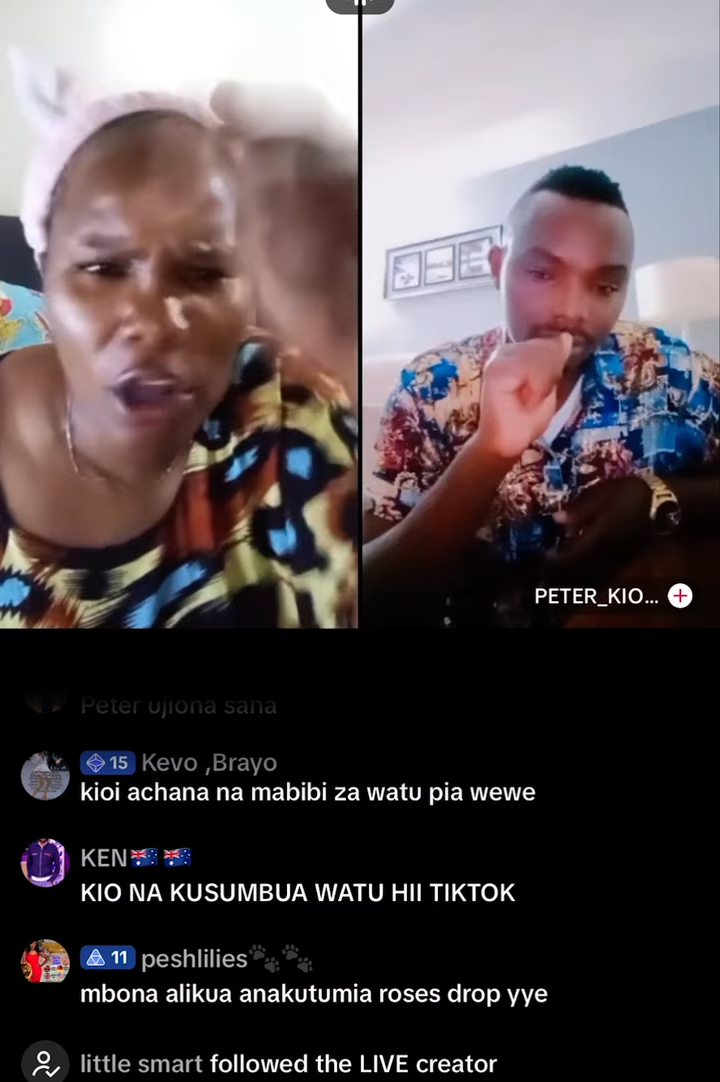 PETER_KIO...
Peter ujiona sana
15 Kevo ,Brayo
kioi achana na mabibi za watu pia wewe
KEN🇦🇺 🇦🇺
KIO NA KUSUMBUA WATU HII TIKTOK
11 peshlilies🐾 🐾
mbona alikua anakutumia roses drop yye
little smart followed the LIVE creator